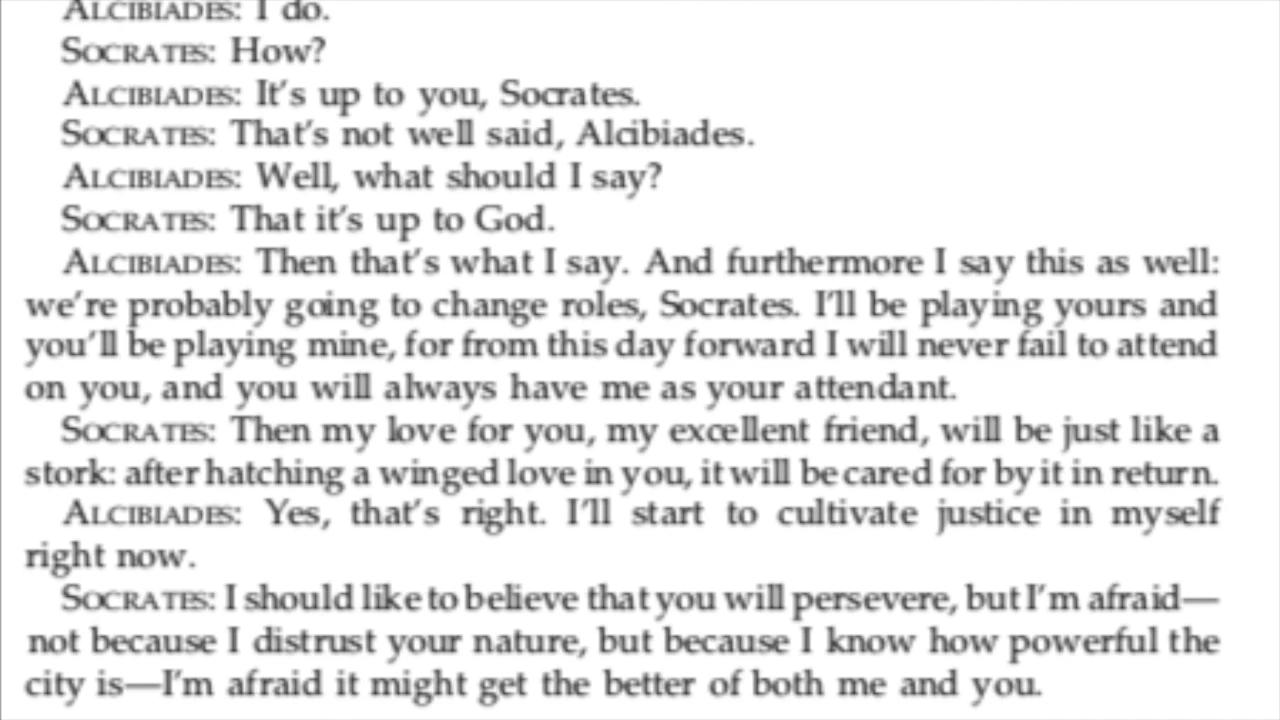 ALCIBIADES: I do.
SOCRATES: How?
ALCIBIADES: It's up to you, Socrates.
SOCRATES: That's not well said, Alcibiades.
ALCIBIADES: Well, what should I say?
SOCRATES: That it's up to God.
ALCIBIADES: Then that's what I say. And furthermore I say this as well:
we're probably going to change roles, Socrates. I'll be playing yours and
you'll be playing mine, for from this day forward I will never fail to attend
on you, and you will always have me as your attendant.
SOCRATES: Then my love for you, my excellent friend, will be just like a
stork: after hatching a winged love in you, it will be cared for by it in return.
ALCIBIADES: Yes, that's right. I'll start to cultivate justice in myself
right now.
SOCRATES: I should like to believe that you will persevere, but I'm afraid—
not because I distrust your nature, but because I know how powerful the
city is—I'm afraid it might get the better of both me and you.